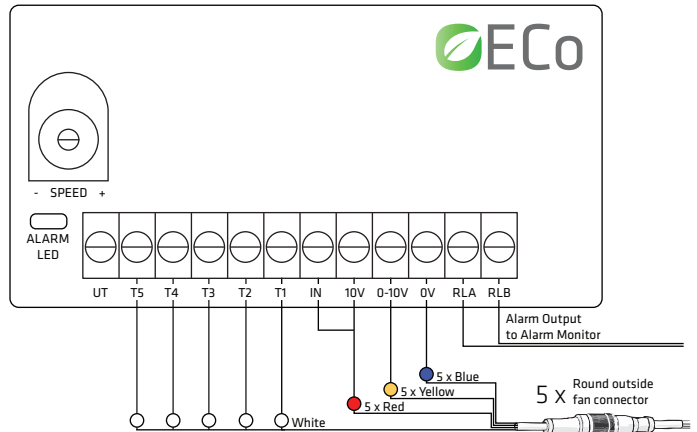 ECo
- SPEED +
ALARM
LED
UT T5 T4 T3 T2 T1 IN 10V 0-10V 0V RLA RLB
Alarm Output
to Alarm Monitor
5 x Blue
5 x Yellow
5 x Red
White
5 x Round outside
fan connector